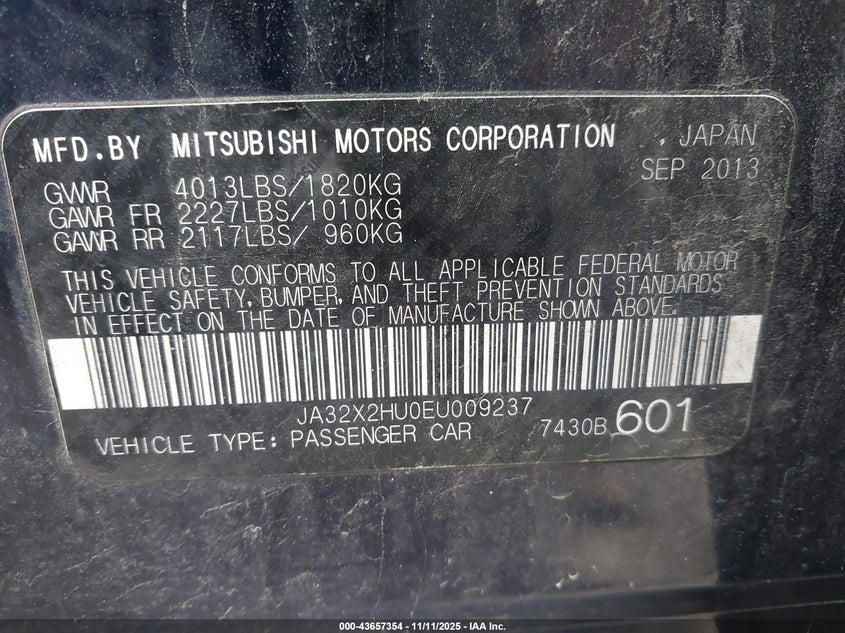 MFD.BY MITSUBISHI MOTORS CORPORATION , JAPAN
SEP 2013
GVWR 4013LBS/1820KG
GAWR FR 2227LBS/1010KG
GAWR RR 2117LBS/ 960KG
THIS VEHICLE CONFORMS TO ALL APPLICABLE FEDERAL MOTOR
VEHICLE SAFETY, BUMPER, AND THEFT PREVENTION STANDARDS
IN EFFECT ON THE DATE OF MANUFACTURE SHOWN ABOVE.
JA32X2HU0EU009237
VEHICLE TYPE: PASSENGER CAR 7430B 601
000-43657354 - 11/11/2025 - IAA Inc.